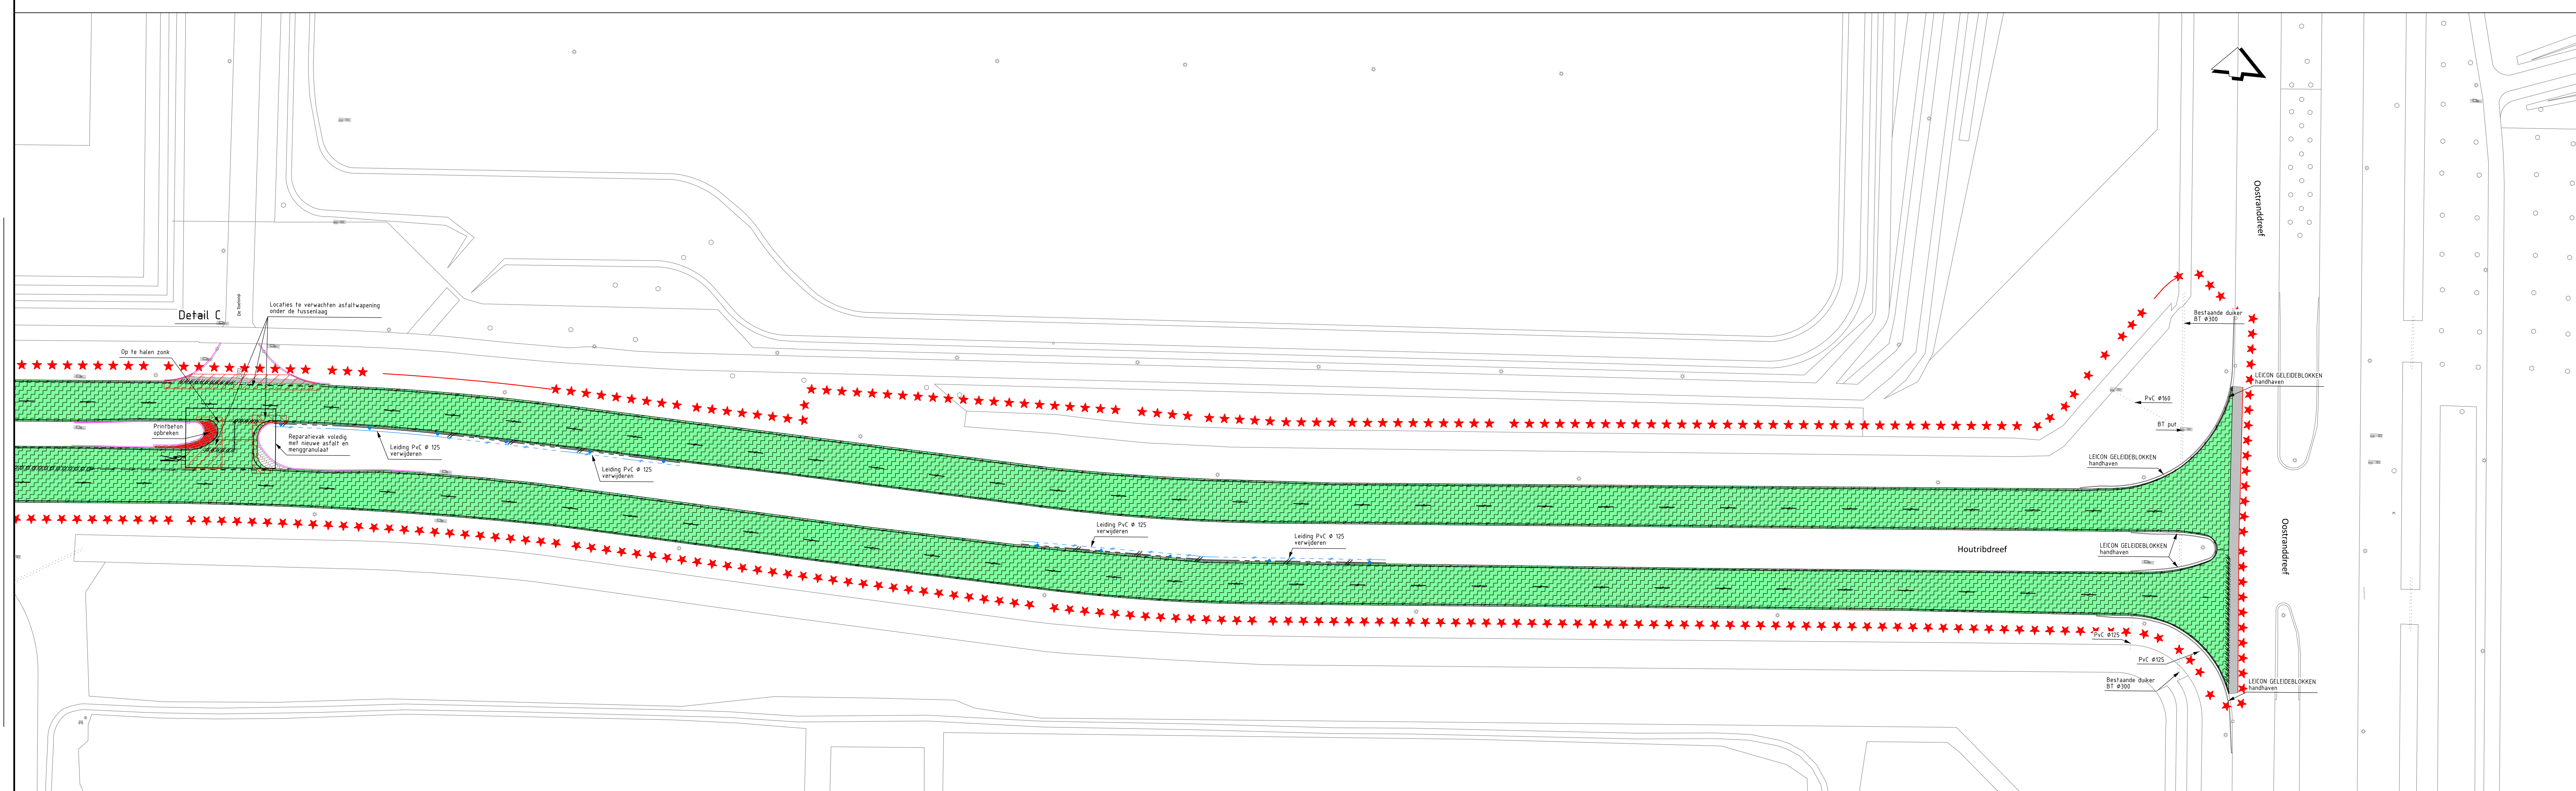 Oostranddreef
De Stelling
Locaties te verwachten asfaltwapening
onder de tussenlaag
Detail C
Bestaande duiker
BT Ø300
Op te halen zonk
LEICON GELEIDEBLOKKEN
handhaven
PvC Ø160
BT put
Printbeton
opbreken
Reparatievak voledig
met nieuwe asfalt en
menggranulaat
Leiding PvC Ø 125
verwijderen
Leiding PvC Ø 125
verwijderen
LEICON GELEIDEBLOKKEN
handhaven
Leiding PvC Ø 125
verwijderen
Leiding PvC Ø 125
verwijderen
Houtribdreef
LEICON GELEIDEBLOKKEN
handhaven
Oostranddreef
PvC Ø125
PvC Ø125
Bestaande duiker
BT Ø300
LEICON GELEIDEBLOKKEN
handhaven